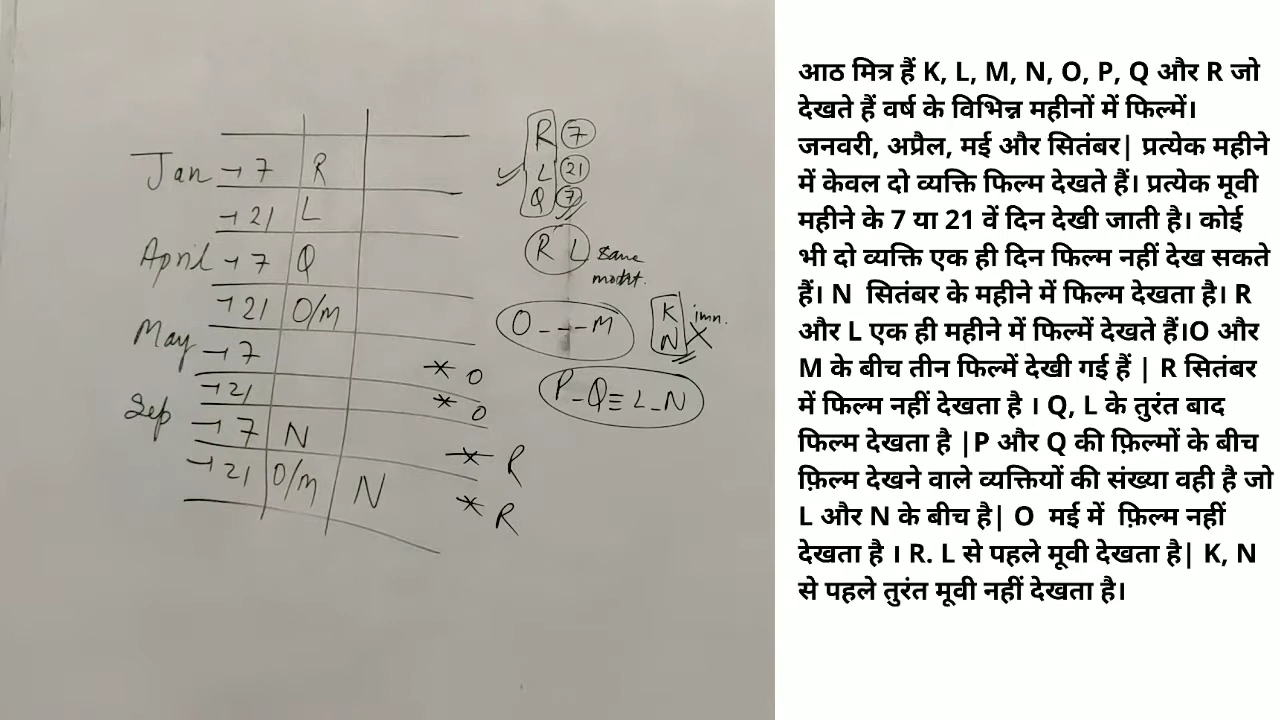 Jan → 7 R
→ 21 L
April → 7 Q
→ 21 O/M
May → 7
→ 21
Sep → 7 N
→ 21 O/M N
* O
* O
* R
* R
R 7
✓ L 21
Q 7
R L same
O - - - M
K imn.
N X
P - Q ≡ L - N
आठ मित्र हैं K, L, M, N, O, P, Q और R जो
देखते हैं वर्ष के विभिन्न महीनों में फिल्में।
जनवरी, अप्रैल, मई और सितंबर| प्रत्येक महीने
में केवल दो व्यक्ति फिल्म देखते हैं। प्रत्येक मूवी
महीने के 7 या 21 वें दिन देखी जाती है। कोई
भी दो व्यक्ति एक ही दिन फिल्म नहीं देख सकते
हैं। N सितंबर के महीने में फिल्म देखता है। R
और L एक ही महीने में फिल्में देखते हैं।O और
M के बीच तीन फिल्में देखी गई हैं | R सितंबर
में फिल्म नहीं देखता है । Q, L के तुरंत बाद
फिल्म देखता है |P और Q की फ़िल्मों के बीच
फ़िल्म देखने वाले व्यक्तियों की संख्या वही है जो
L और N के बीच है| O मई में फ़िल्म नहीं
देखता है । R. L से पहले मूवी देखता है| K, N
से पहले तुरंत मूवी नहीं देखता है।